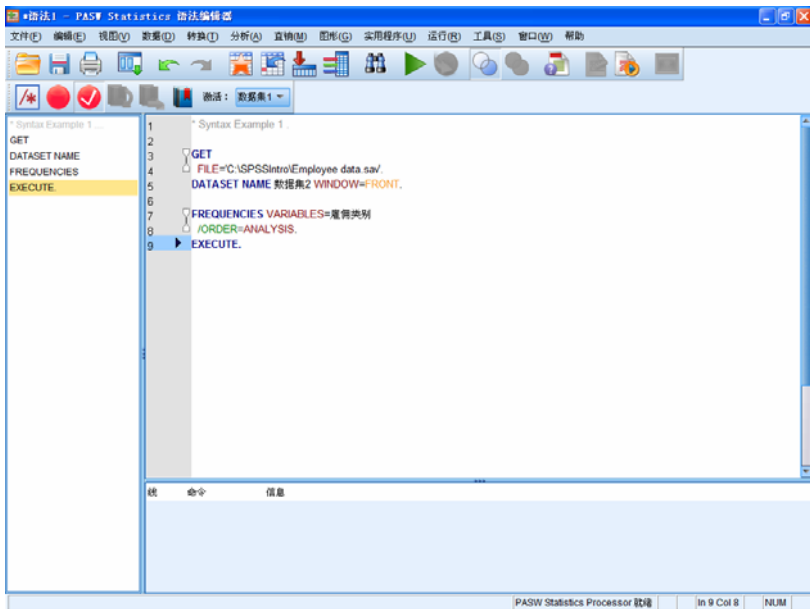 *语法1 - PASW Statistics 语法编辑器
文件(F) 编辑(E) 视图(V) 数据(D) 转换(T) 分析(A) 直销(M) 图形(G) 实用程序(U) 运行(R) 工具(S) 窗口(W) 帮助
激活: 数据集1
* Syntax Example 1 ...
GET
DATASET NAME
FREQUENCIES
EXECUTE.
1 * Syntax Example 1 .
2
3 GET
4 FILE='C:\SPSSIntro\Employee data.sav'.
5 DATASET NAME 数据集2 WINDOW=FRONT.
6
7 FREQUENCIES VARIABLES=雇佣类别
8 /ORDER=ANALYSIS.
9 EXECUTE.
线 命令 信息
PASW Statistics Processor 就绪 In 9 Col 8 NUM